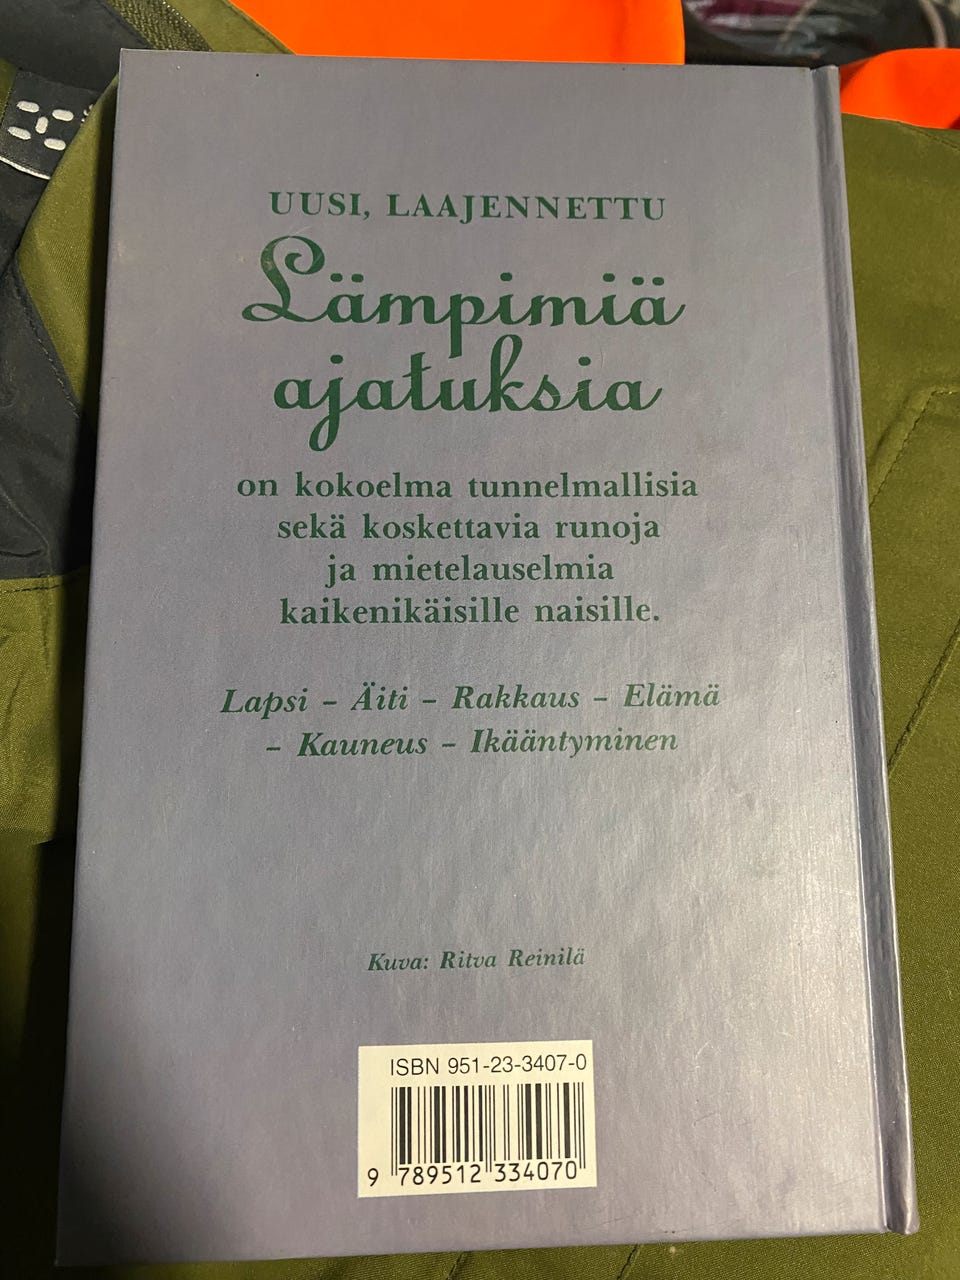 UUSI, LAAJENNETTU
Lämpimiä
ajatuksia
on kokoelma tunnelmallisia
sekä koskettavia runoja
ja mietelauselmia
kaikenikäisille naisille.
Lapsi – Äiti – Rakkaus – Elämä
– Kauneus – Ikääntyminen
Kuva: Ritva Reinilä
ISBN 951-23-3407-0
9 789512 334070